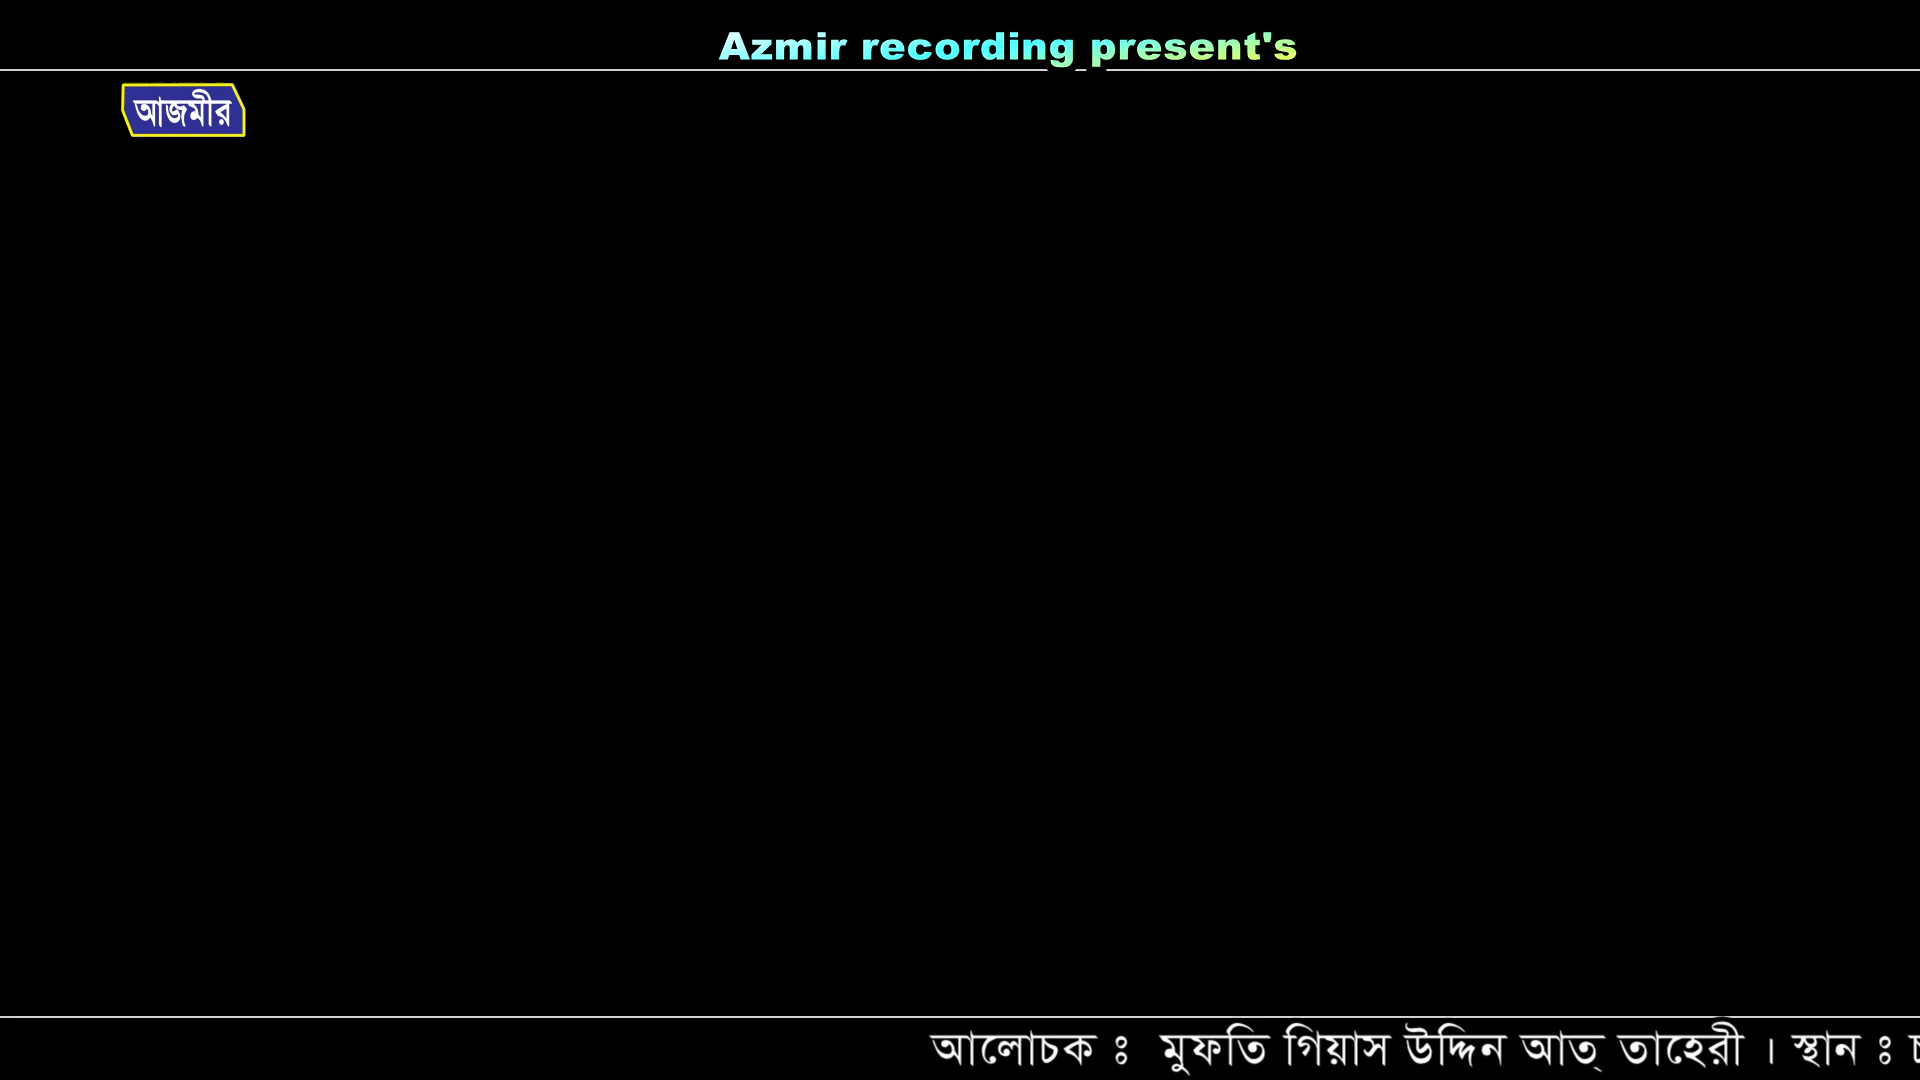 Azmir recording present's
আজমীর
আলোচক ঃ মুফতি গিয়াস উদ্দিন আত্ তাহেরী । স্থান ঃ